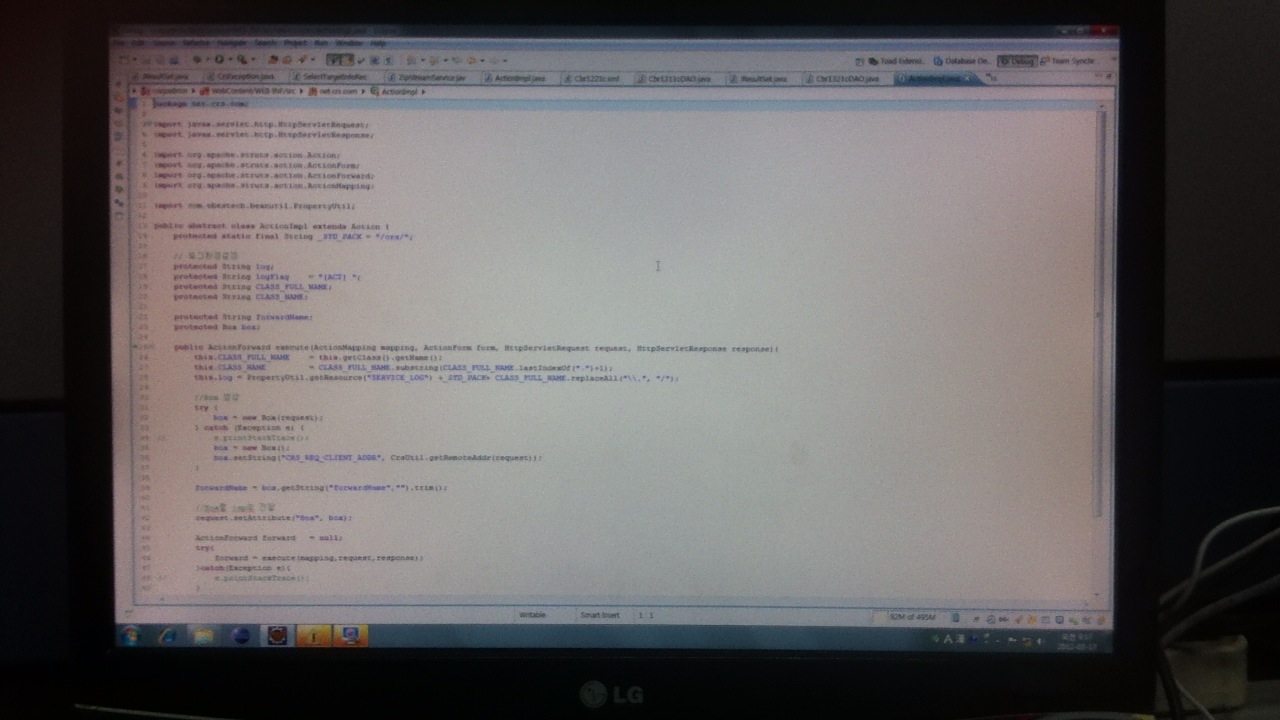 File Edit Source Refactor Navigate Search Project Run Window Help
Toad Extensi... Database De... Debug Team Synchr...
IResultSet.java CrsException.java SelectTargetInfoRec ZipStreamService.jav ActionImpl.java Cbr1221c.xml Cbr1211cDAO.java IResultSet.java Cbr1321cDAO.java ActionImpl.java
WebContent/WEB-INF/src net.crs.com ActionImpl
package net.crs.com;
import javax.servlet.http.HttpServletRequest;
import javax.servlet.http.HttpServletResponse;
import org.apache.struts.action.Action;
import org.apache.struts.action.ActionForm;
import org.apache.struts.action.ActionForward;
import org.apache.struts.action.ActionMapping;
import com.ubestech.beanutil.PropertyUtil;
public abstract class ActionImpl extends Action {
protected static final String _STD_PACK = "/crs/";
//
protected String log;
protected String logFlag = "[ACT] ";
protected String CLASS_FULL_NAME;
protected String CLASS_NAME;
protected String forwardName;
protected Box box;
public ActionForward execute(ActionMapping mapping, ActionForm form, HttpServletRequest request, HttpServletResponse response){
this.CLASS_FULL_NAME = this.getClass().getName();
this.CLASS_NAME = CLASS_FULL_NAME.substring(CLASS_FULL_NAME.lastIndexOf(".")+1);
this.log = PropertyUtil.getResource("SERVICE_LOG") +_STD_PACK+ CLASS_FULL_NAME.replaceAll("\\.", "/");
//Box
try {
box = new Box(request);
} catch (Exception e) {
// e.printStackTrace();
box = new Box();
box.setString("CRS_REQ_CLIENT_ADDR", CrsUtil.getRemoteAddr(request));
}
forwardName = box.getString("forwardName","").trim();
//
request.setAttribute("Box", box);
ActionForward forward = null;
try{
forward = execute(mapping,request,response);
}catch(Exception e){
// e.printStackTrace();
}
Writable Smart Insert 1 : 1 92M of 495M
LG